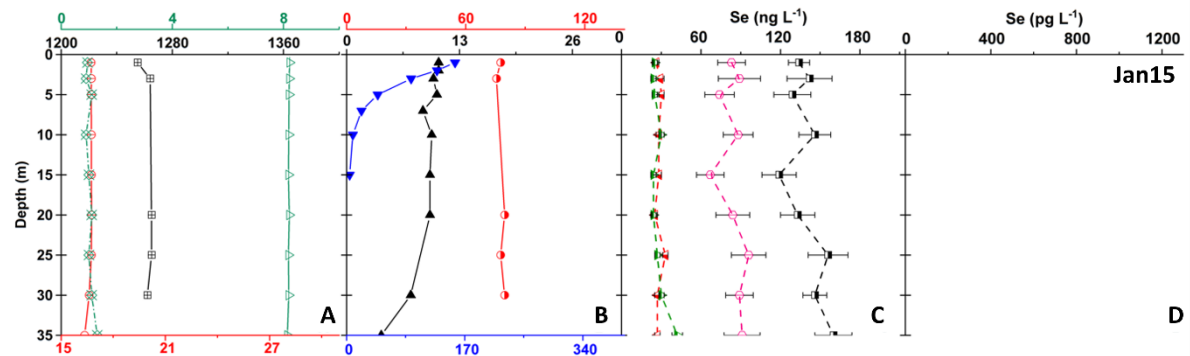 0 4 8
1200 1280 1360
0 60 120
0 13 26
Se (ng L⁻¹)
0 60 120 180
Se (pg L⁻¹)
0 400 800 1200
Jan15
Depth (m)
0
5
10
15
20
25
30
35
A
B
C
D
15 21 27
0 170 340